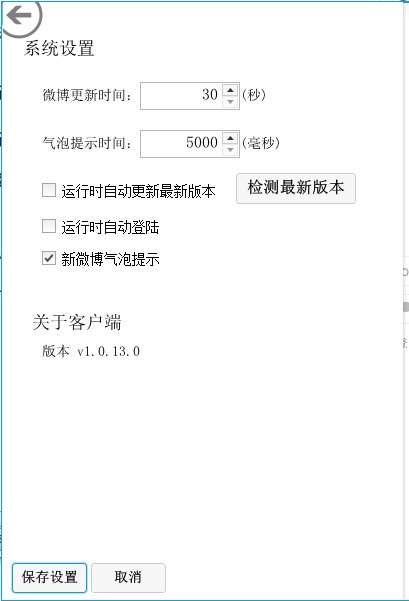 系统设置
微博更新时间: 30 (秒)
气泡提示时间: 5000 (毫秒)
运行时自动更新最新版本 检测最新版本
运行时自动登陆
新微博气泡提示
关于客户端
版本 v1.0.13.0
保存设置 取消